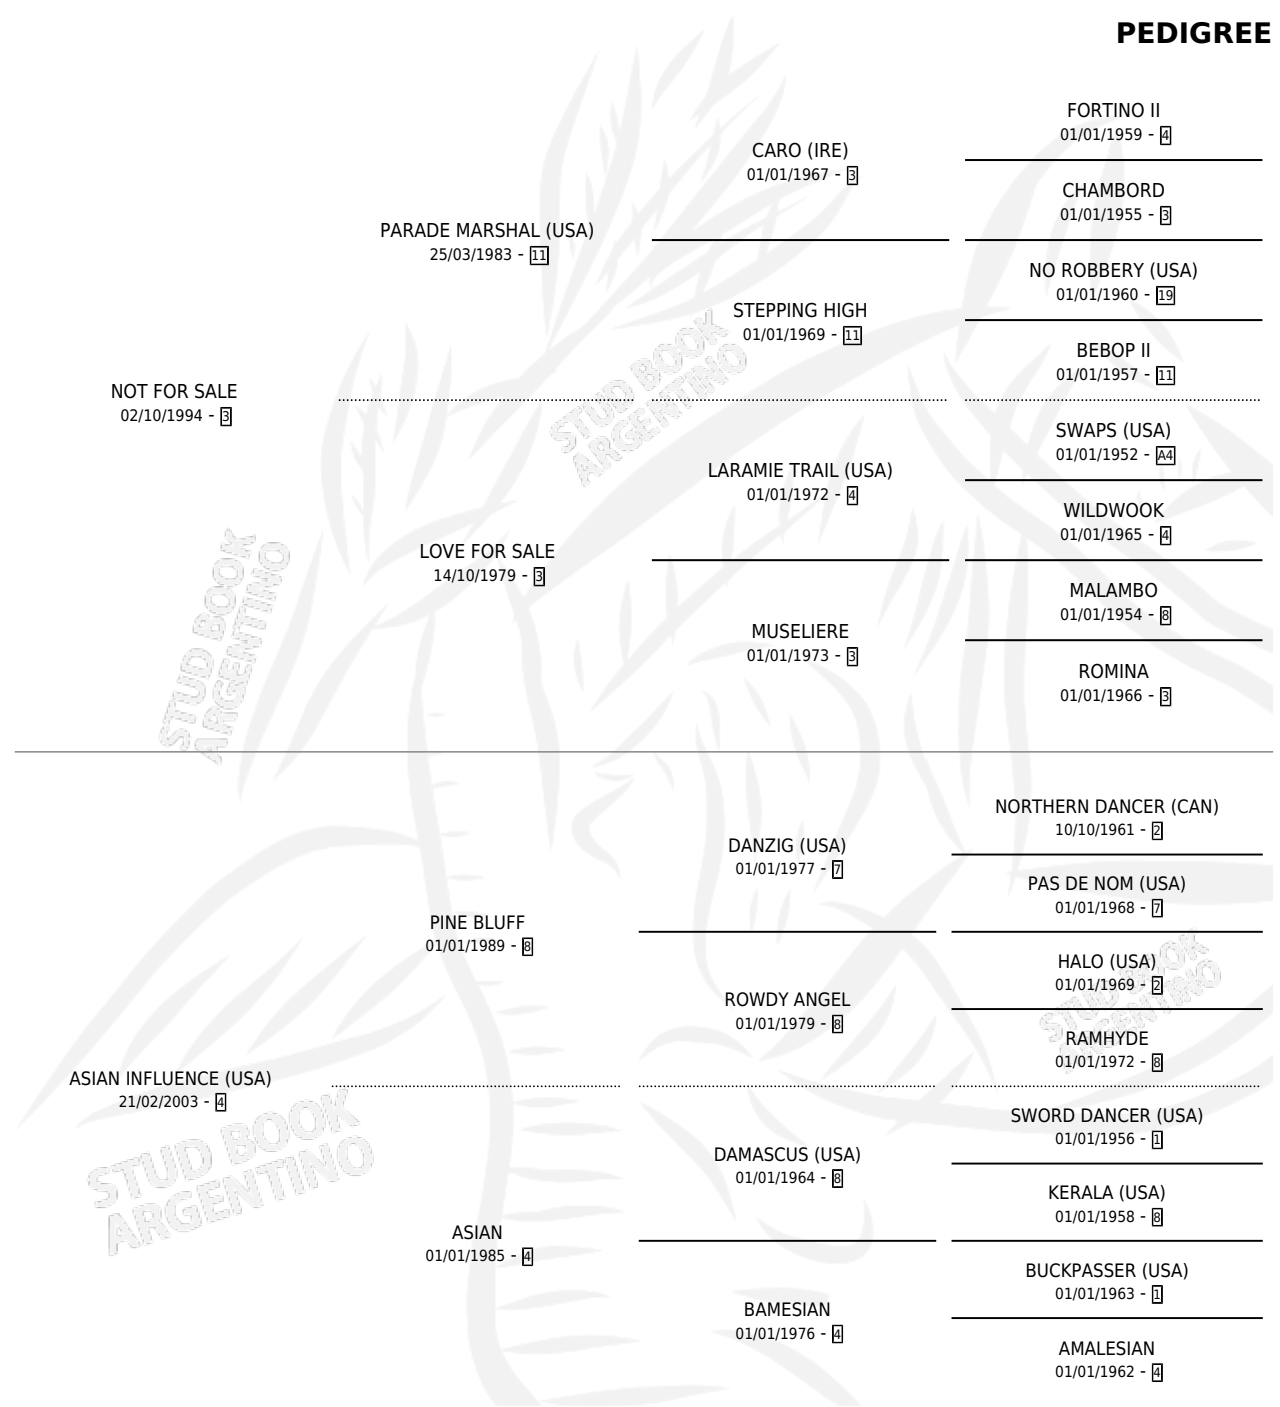 PEDIGREE
FORTINO II
01/01/1959 - 4
CARO (IRE)
01/01/1967 - 3
CHAMBORD
01/01/1955 - 3
PARADE MARSHAL (USA)
25/03/1983 - 11
NO ROBBERY (USA)
01/01/1960 - 19
STEPPING HIGH
01/01/1969 - 11
BEBOP II
01/01/1957 - 11
NOT FOR SALE
02/10/1994 - 3
STUD BOOK
ARGENTINO
SWAPS (USA)
01/01/1952 - A4
LARAMIE TRAIL (USA)
01/01/1972 - 4
WILDWOOK
01/01/1965 - 4
LOVE FOR SALE
14/10/1979 - 3
STUD BOOK
ARGENTINO
MALAMBO
01/01/1954 - 8
MUSELIERE
01/01/1973 - 3
ROMINA
01/01/1966 - 3
NORTHERN DANCER (CAN)
10/10/1961 - 2
DANZIG (USA)
01/01/1977 - 7
PAS DE NOM (USA)
01/01/1968 - 7
PINE BLUFF
01/01/1989 - 8
HALO (USA)
01/01/1969 - 2
STUD BOOK
ARGENTINO
ROWDY ANGEL
01/01/1979 - 8
RAMHYDE
01/01/1972 - 8
ASIAN INFLUENCE (USA)
21/02/2003 - 4
STUD BOOK
ARGENTINO
SWORD DANCER (USA)
01/01/1956 - 1
DAMASCUS (USA)
01/01/1964 - 8
KERALA (USA)
01/01/1958 - 8
ASIAN
01/01/1985 - 4
BUCKPASSER (USA)
01/01/1963 - 1
BAMESIAN
01/01/1976 - 4
AMALESIAN
01/01/1962 - 4